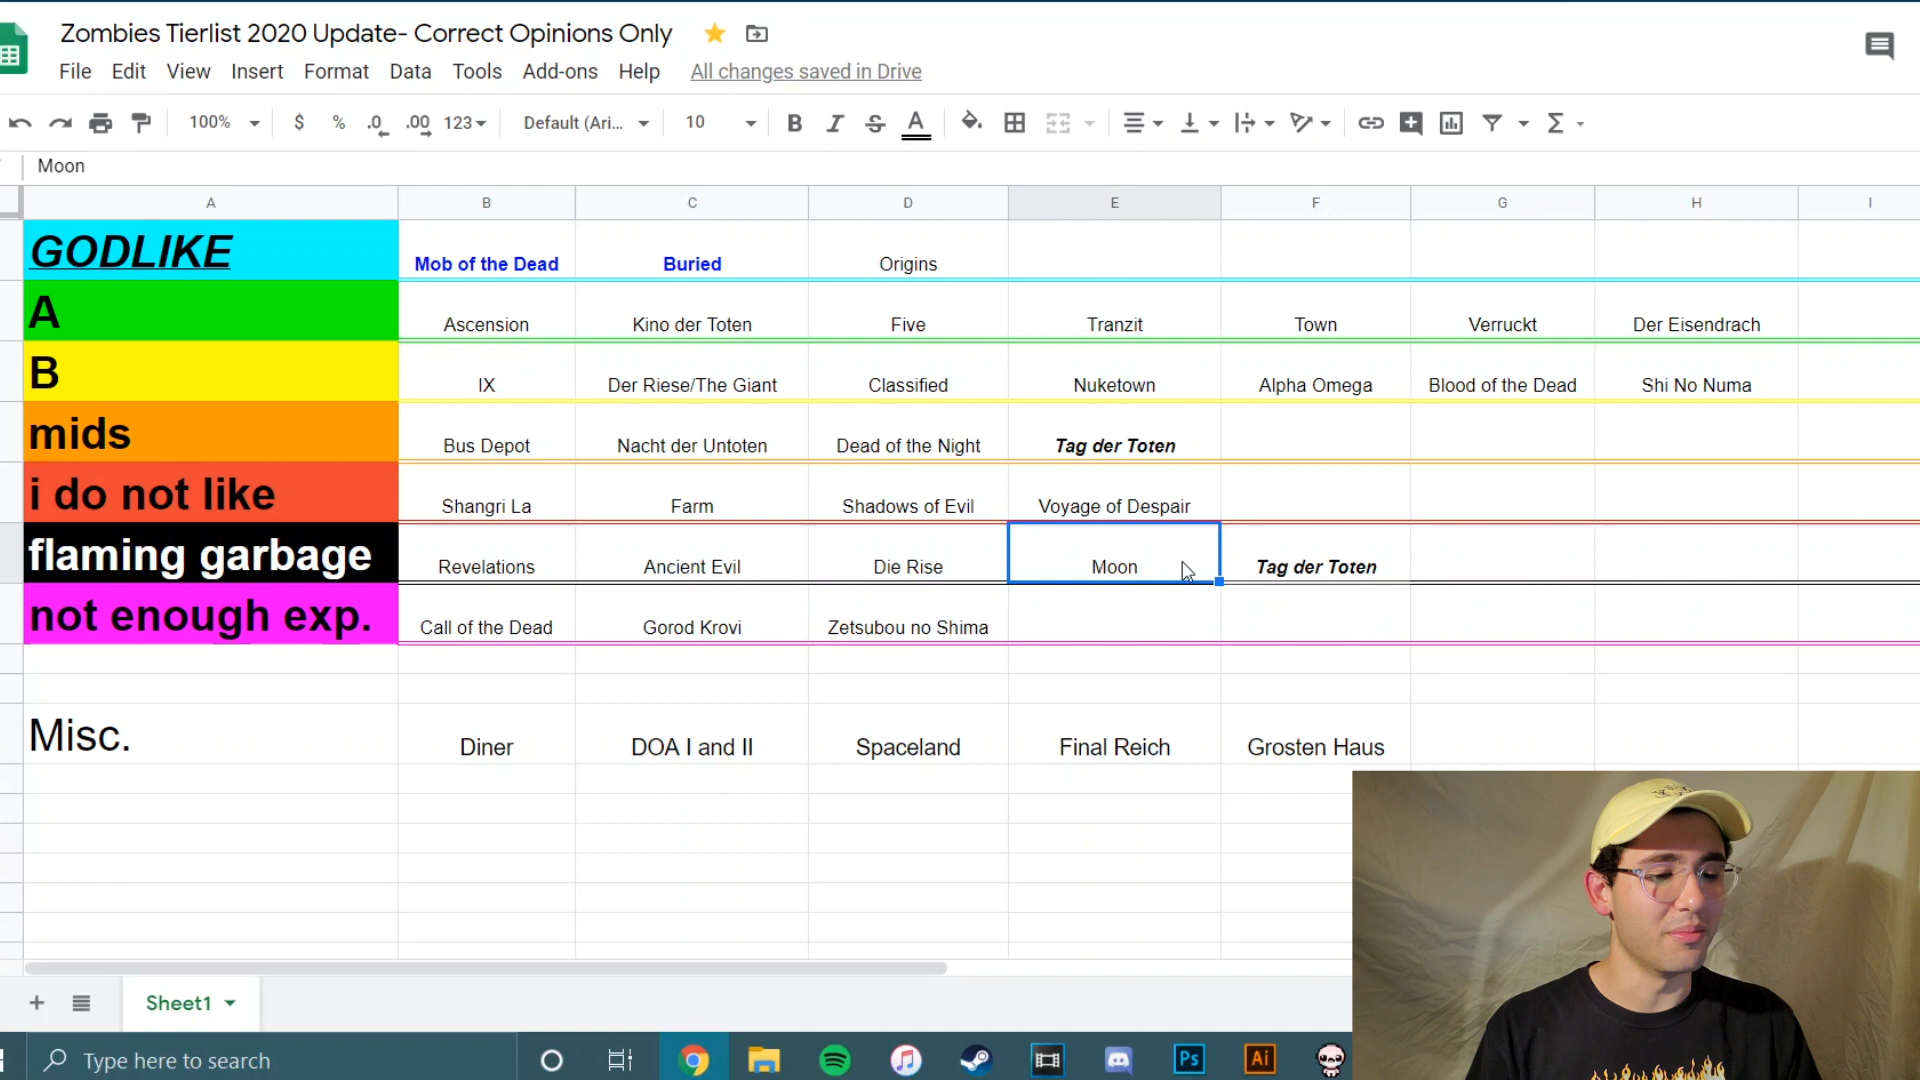 Zombies Tierlist 2020 Update- Correct Opinions Only
File Edit View Insert Format Data Tools Add-ons Help All changes saved in Drive
100% $ % .0 .00 123 Default (Ari... 10 B I S A
Moon
A B C D E F G H I
GODLIKE Mob of the Dead Buried Origins
A Ascension Kino der Toten Five Tranzit Town Verruckt Der Eisendrach
B IX Der Riese/The Giant Classified Nuketown Alpha Omega Blood of the Dead Shi No Numa
mids Bus Depot Nacht der Untoten Dead of the Night Tag der Toten
i do not like Shangri La Farm Shadows of Evil Voyage of Despair
flaming garbage Revelations Ancient Evil Die Rise Moon Tag der Toten
not enough exp. Call of the Dead Gorod Krovi Zetsubou no Shima
Misc. Diner DOA I and II Spaceland Final Reich Grosten Haus
Sheet1
Type here to search
Ps Ai